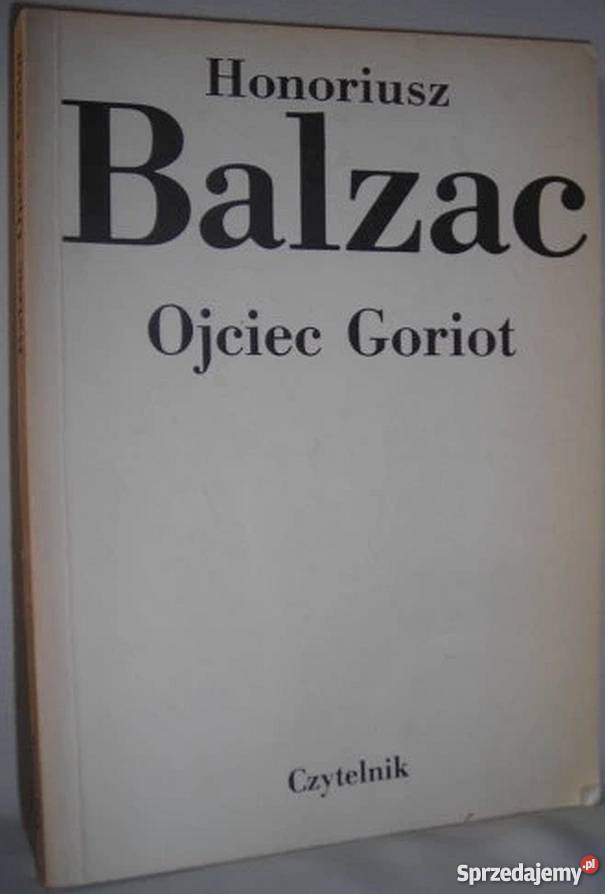 Honoriusz
Balzac
Ojciec Goriot
Czytelnik
Sprzedajemy.pl